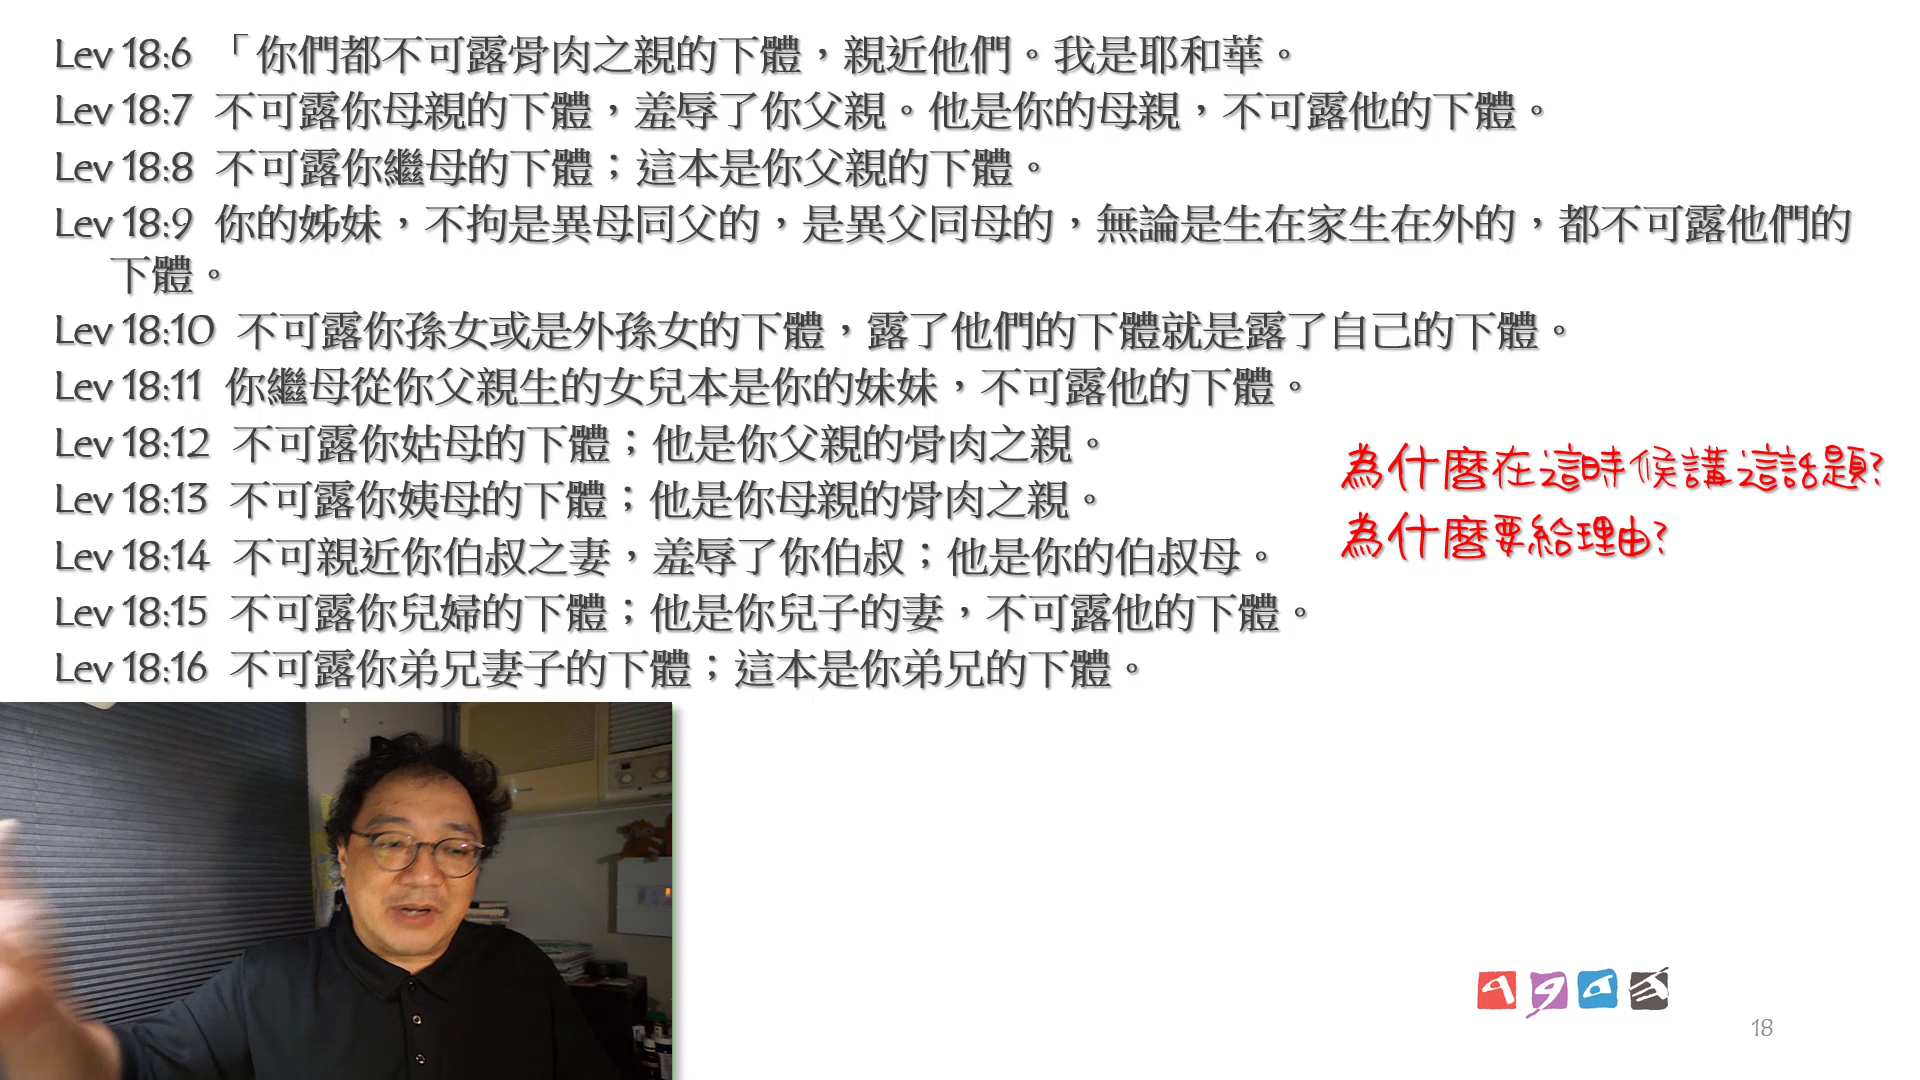 Lev 18:6 「你們都不可露骨肉之親的下體，親近他們。我是耶和華。
Lev 18:7 不可露你母親的下體，羞辱了你父親。他是你的母親，不可露他的下體。
Lev 18:8 不可露你繼母的下體；這本是你父親的下體。
Lev 18:9 你的姊妹，不拘是異母同父的，是異父同母的，無論是生在家生在外的，都不可露他們的
下體。
Lev 18:10 不可露你孫女或是外孫女的下體，露了他們的下體就是露了自己的下體。
Lev 18:11 你繼母從你父親生的女兒本是你的妹妹，不可露他的下體。
Lev 18:12 不可露你姑母的下體；他是你父親的骨肉之親。
Lev 18:13 不可露你姨母的下體；他是你母親的骨肉之親。
Lev 18:14 不可親近你伯叔之妻，羞辱了你伯叔；他是你的伯叔母。
Lev 18:15 不可露你兒婦的下體；他是你兒子的妻，不可露他的下體。
Lev 18:16 不可露你弟兄妻子的下體；這本是你弟兄的下體。
為什麼在這時候講這話題?
為什麼要給理由?
18